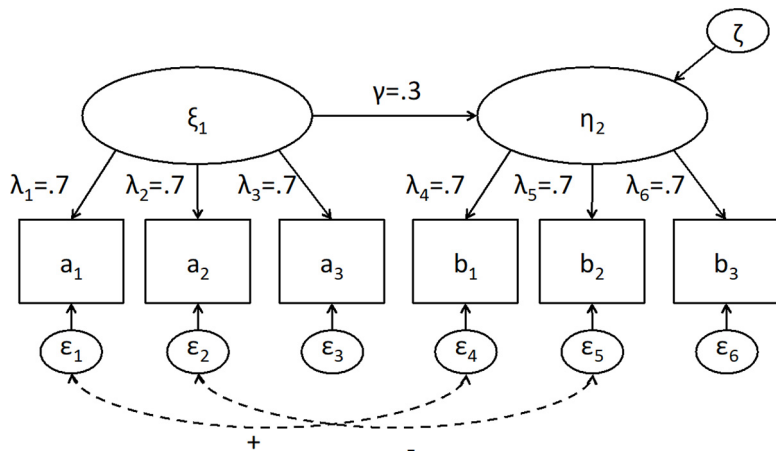 ζ
γ=.3
ξ₁
η₂
λ₁=.7 λ₂=.7 λ₃=.7 λ₄=.7 λ₅=.7 λ₆=.7
a₁ a₂ a₃ b₁ b₂ b₃
ε₁ ε₂ ε₃ ε₄ ε₅ ε₆
+ -